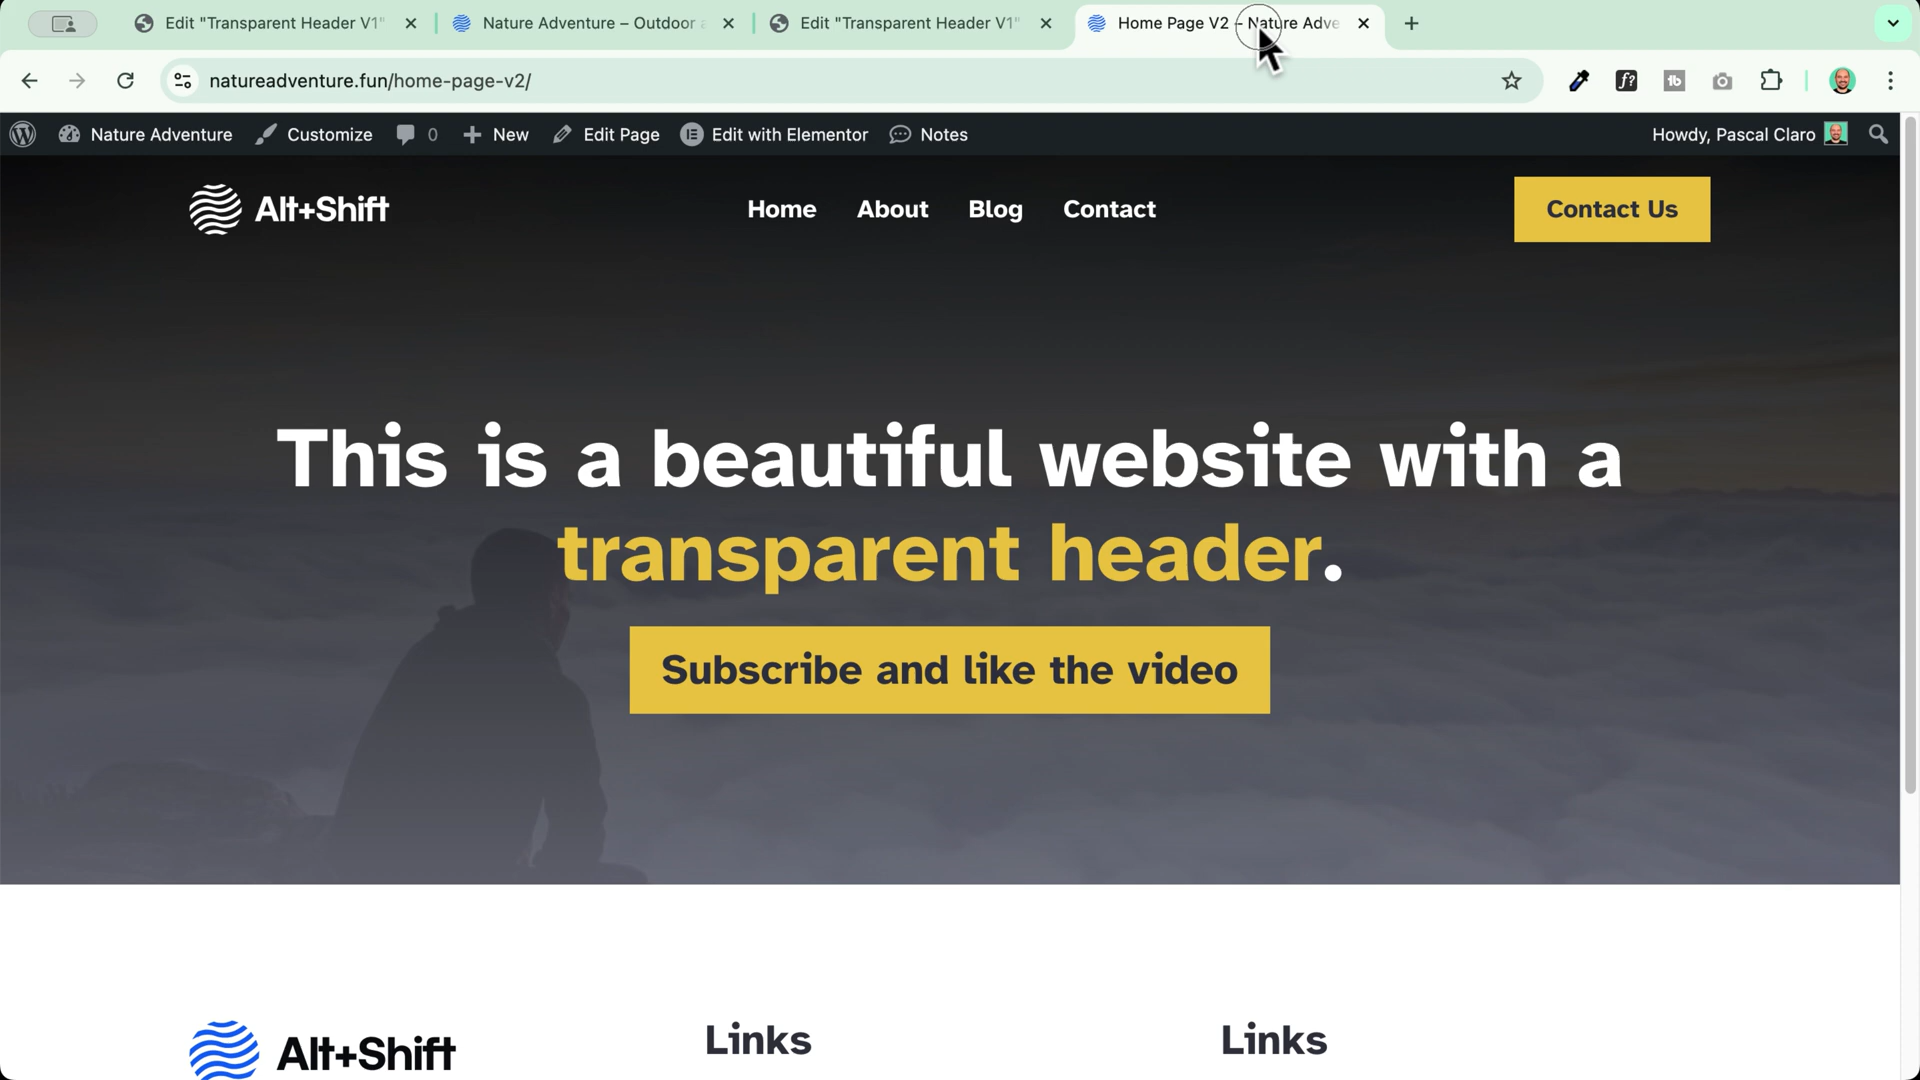 Edit "Transparent Header V1"
Nature Adventure – Outdoor a
Edit "Transparent Header V1"
Home Page V2 – Nature Adve
natureadventure.fun/home-page-v2/
f?
tb
Nature Adventure
Customize
0
New
Edit Page
Edit with Elementor
Notes
Howdy, Pascal Claro
Alt+Shift
Home
About
Blog
Contact
Contact Us
This is a beautiful website with a
transparent header.
Subscribe and like the video
Alt+Shift
Links
Links